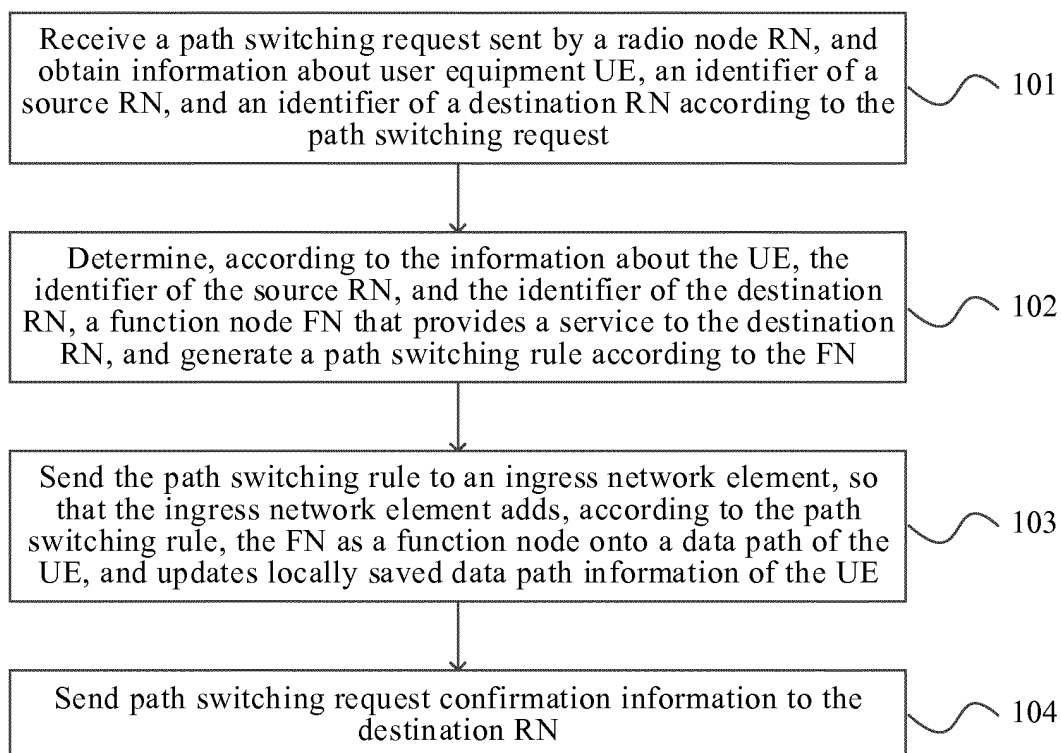 Receive a path switching request sent by a radio node RN, and
obtain information about user equipment UE, an identifier of a
source RN, and an identifier of a destination RN according to the
path switching request
101
Determine, according to the information about the UE, the
identifier of the source RN, and the identifier of the destination
RN, a function node FN that provides a service to the destination
RN, and generate a path switching rule according to the FN
102
Send the path switching rule to an ingress network element, so
that the ingress network element adds, according to the path
switching rule, the FN as a function node onto a data path of the
UE, and updates locally saved data path information of the UE
103
Send path switching request confirmation information to the
destination RN
104